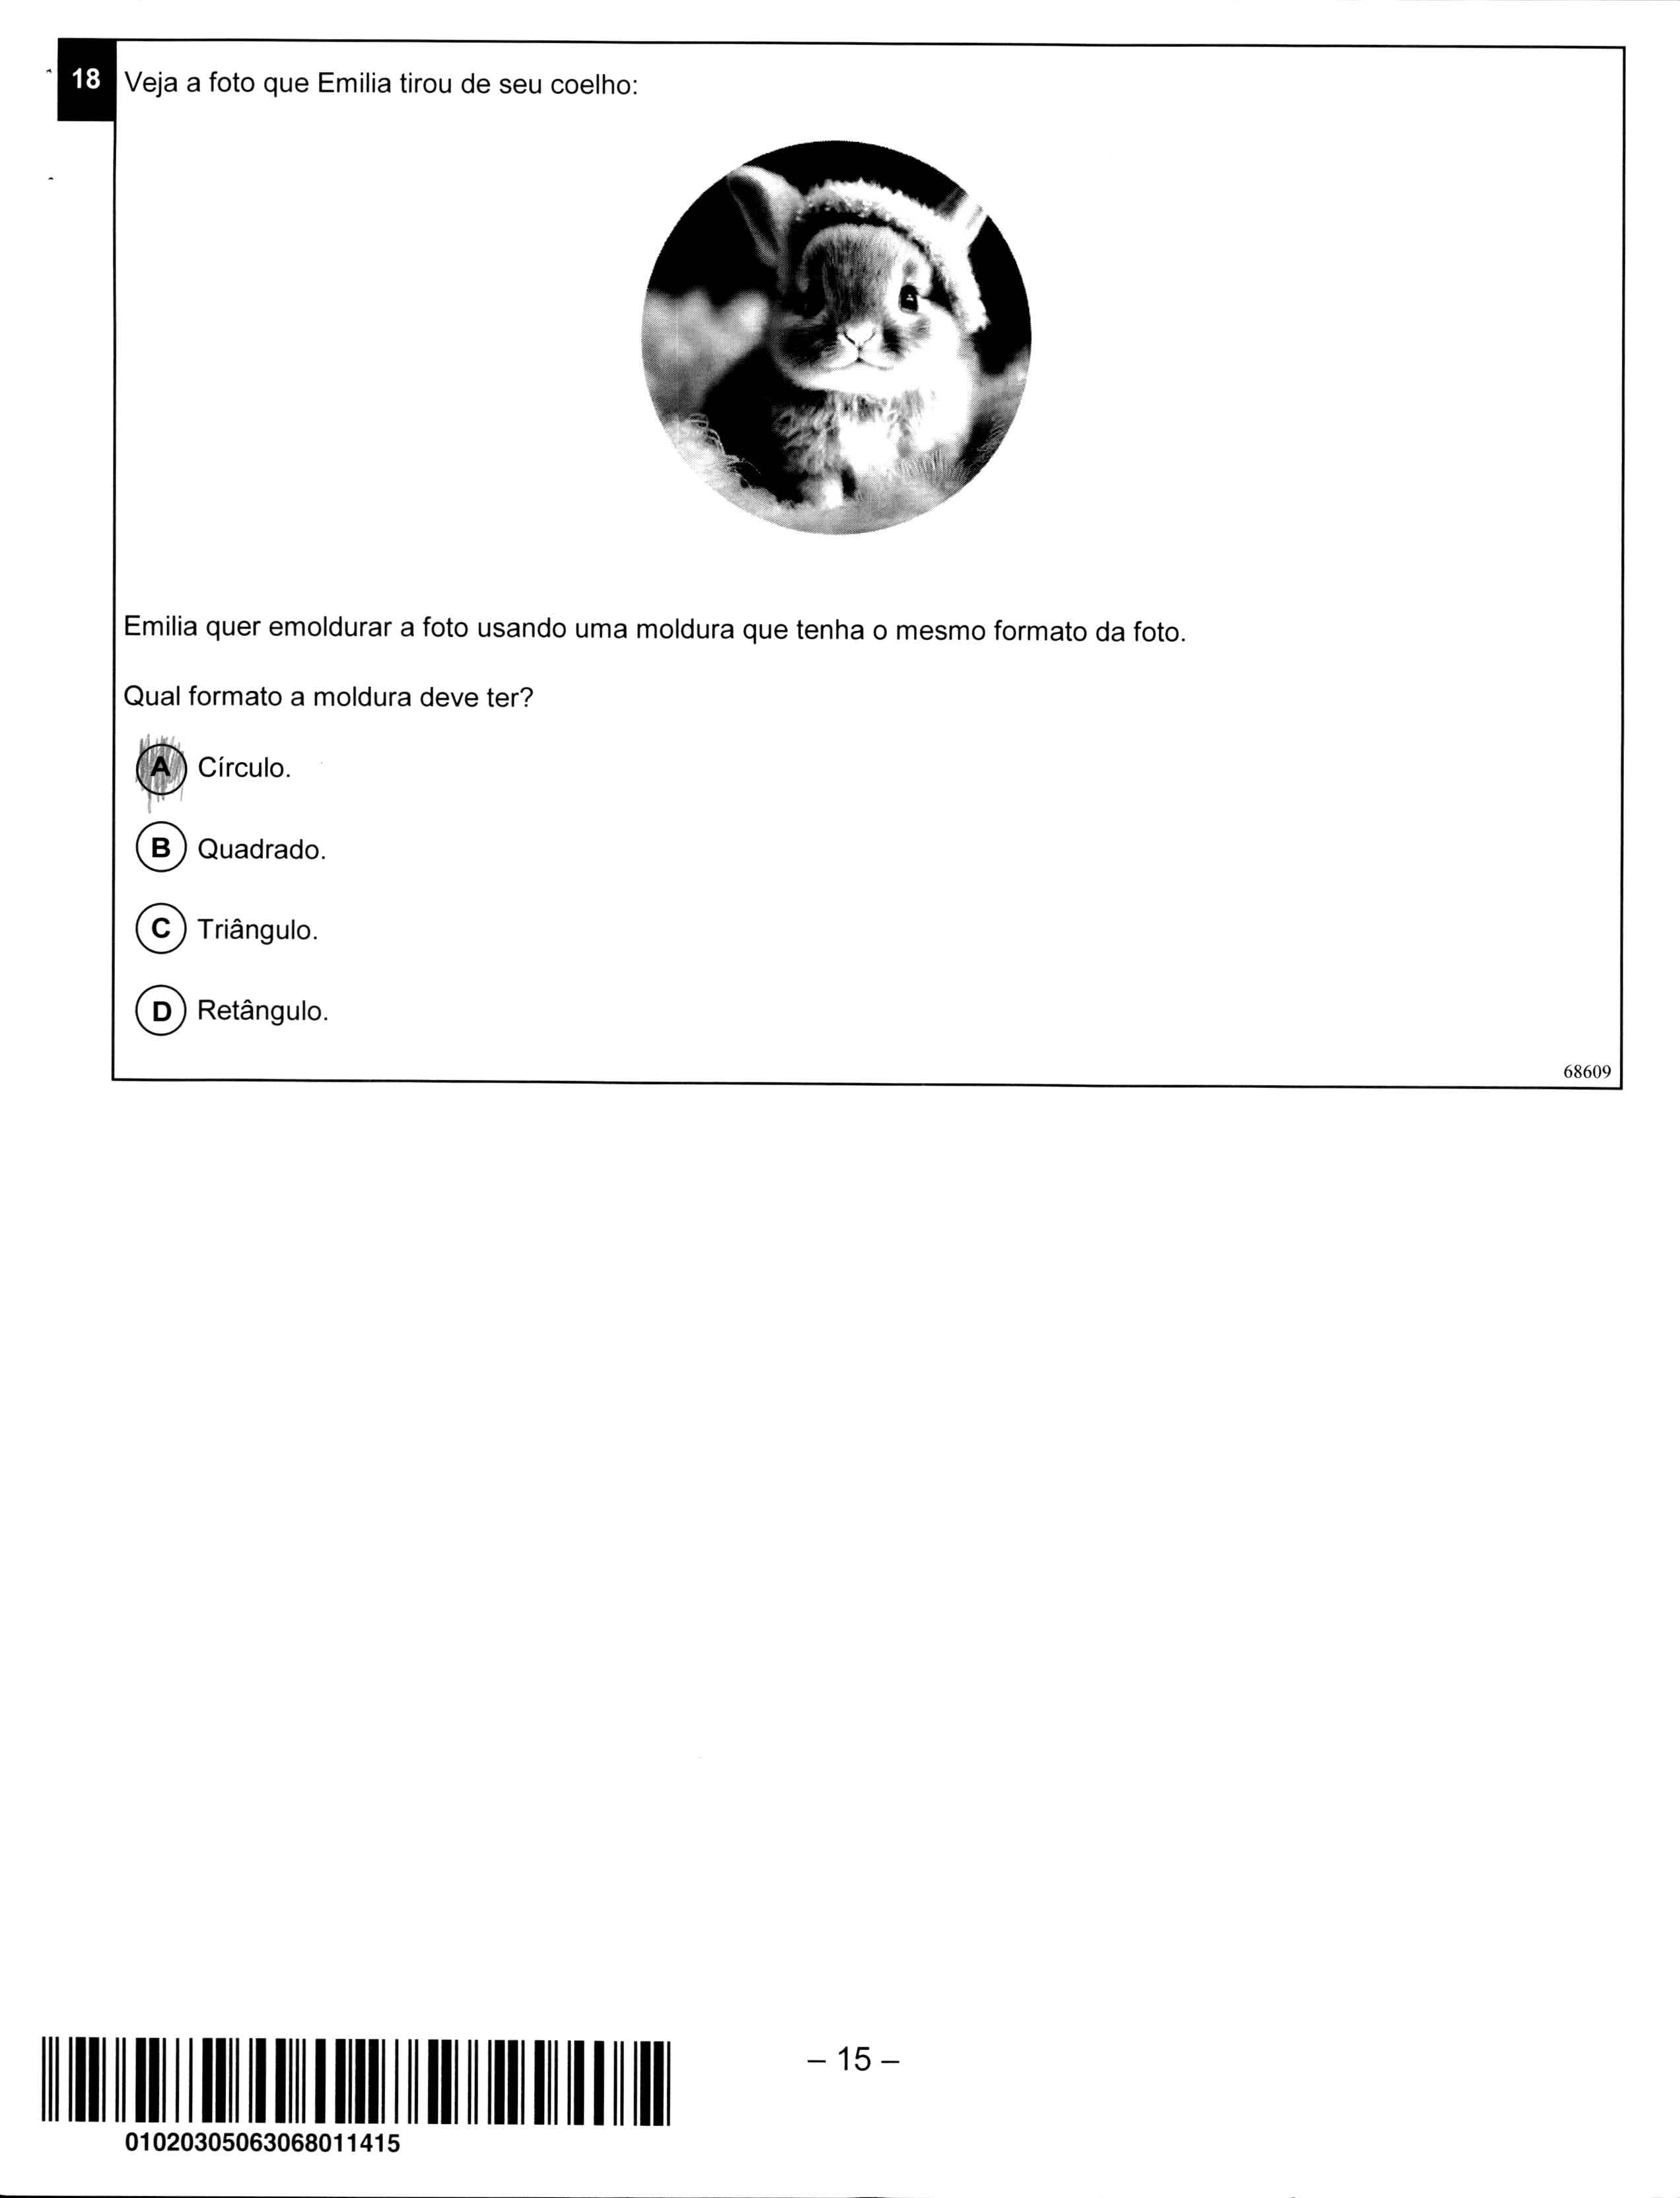 18 Veja a foto que Emilia tirou de seu coelho:
Emilia quer emoldurar a foto usando uma moldura que tenha o mesmo formato da foto.
Qual formato a moldura deve ter?
A Círculo.
B Quadrado.
C Triângulo.
D Retângulo.
68609
– 15 –
01020305063068011415